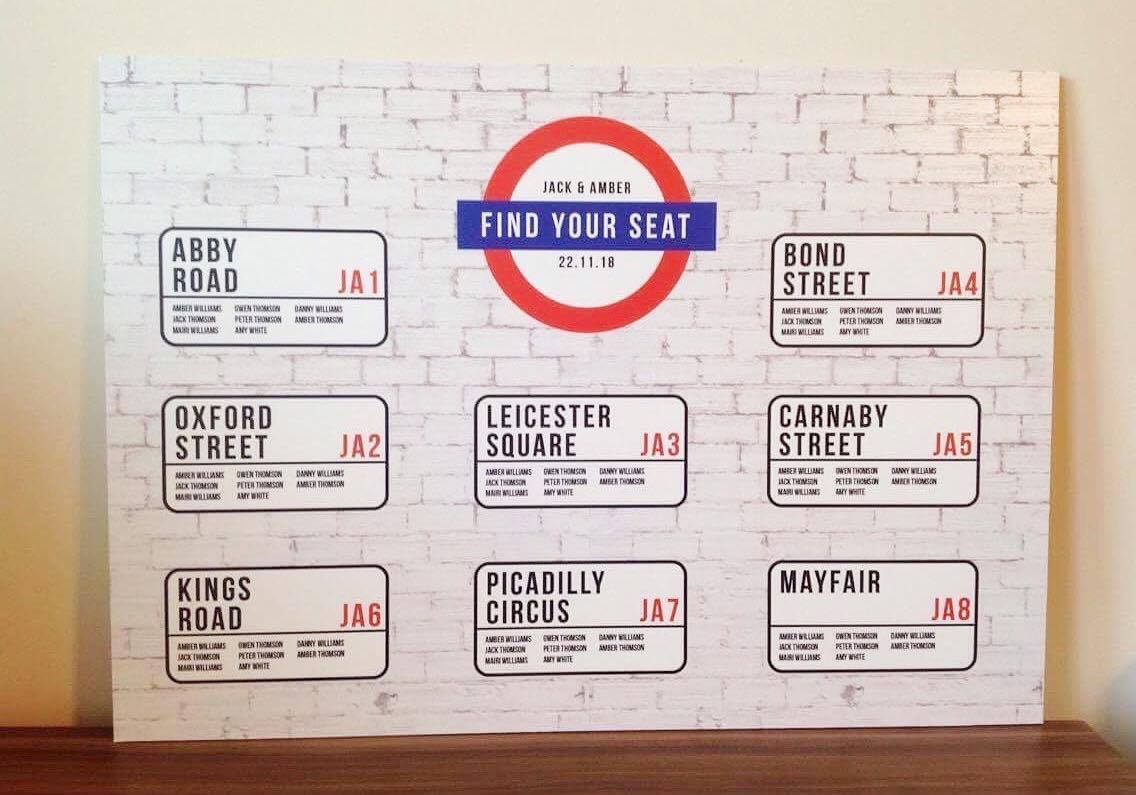 JACK & AMBER
FIND YOUR SEAT
22.11.18
ABBY
ROAD JA1
AMBER WILLIAMS OWEN THOMSON DANNY WILLIAMS
JACK THOMSON PETER THOMSON AMBER THOMSON
MAIRI WILLIAMS AMY WHITE
BOND
STREET JA4
AMBER WILLIAMS OWEN THOMSON DANNY WILLIAMS
JACK THOMSON PETER THOMSON AMBER THOMSON
MAIRI WILLIAMS AMY WHITE
OXFORD
STREET JA2
AMBER WILLIAMS OWEN THOMSON DANNY WILLIAMS
JACK THOMSON PETER THOMSON AMBER THOMSON
MAIRI WILLIAMS AMY WHITE
LEICESTER
SQUARE JA3
AMBER WILLIAMS OWEN THOMSON DANNY WILLIAMS
JACK THOMSON PETER THOMSON AMBER THOMSON
MAIRI WILLIAMS AMY WHITE
CARNABY
STREET JA5
AMBER WILLIAMS OWEN THOMSON DANNY WILLIAMS
JACK THOMSON PETER THOMSON AMBER THOMSON
MAIRI WILLIAMS AMY WHITE
KINGS
ROAD JA6
AMBER WILLIAMS OWEN THOMSON DANNY WILLIAMS
JACK THOMSON PETER THOMSON AMBER THOMSON
MAIRI WILLIAMS AMY WHITE
PICADILLY
CIRCUS JA7
AMBER WILLIAMS OWEN THOMSON DANNY WILLIAMS
JACK THOMSON PETER THOMSON AMBER THOMSON
MAIRI WILLIAMS AMY WHITE
MAYFAIR
JA8
AMBER WILLIAMS OWEN THOMSON DANNY WILLIAMS
JACK THOMSON PETER THOMSON AMBER THOMSON
MAIRI WILLIAMS AMY WHITE